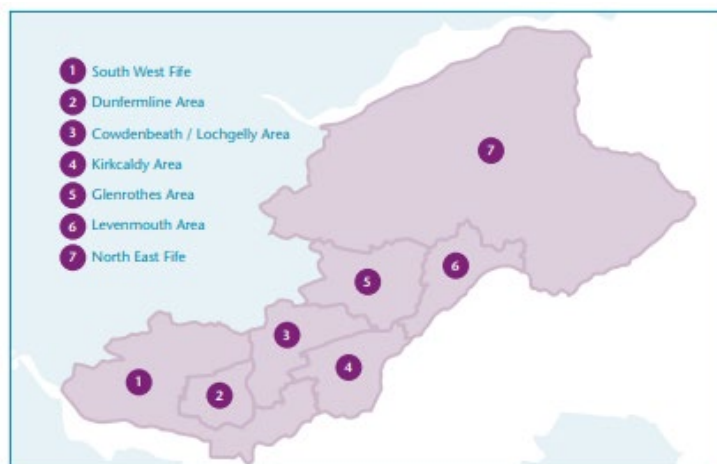 1 South West Fife
2 Dunfermline Area
3 Cowdenbeath / Lochgelly Area
4 Kirkcaldy Area
5 Glenrothes Area
6 Levenmouth Area
7 North East Fife
7
6
5
3
4
1
2